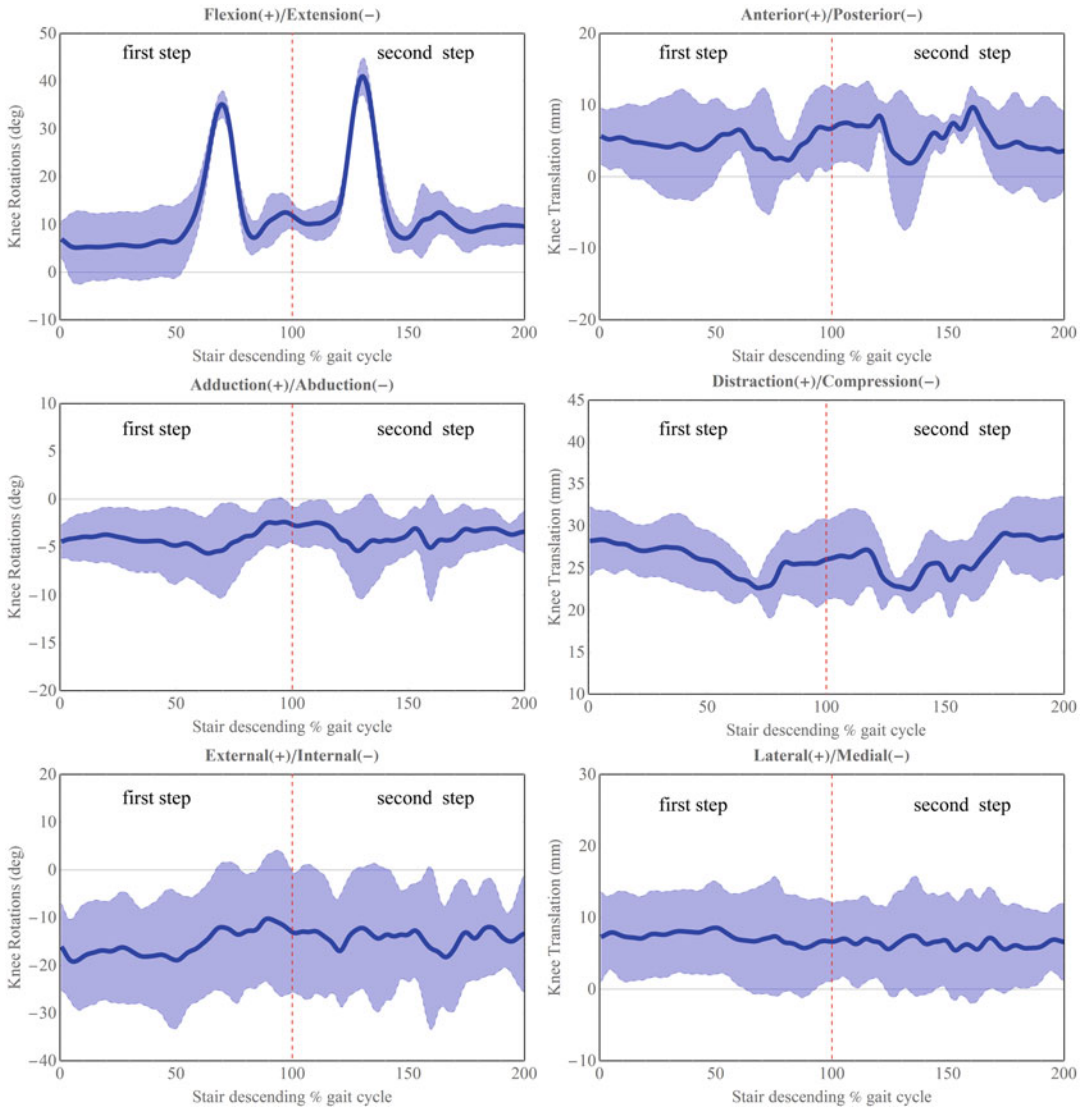 Flexion(+)/Extension(−)
50
40
30
20
10
0
−10
Knee Rotations (deg)
first step
second step
0
50
100
150
200
Stair descending % gait cycle
Anterior(+)/Posterior(−)
20
10
0
10
−20
Knee Translation (mm)
first step
second step
0
50
100
150
200
Stair descending % gait cycle
Adduction(+)/Abduction(−)
10
5
0
−5
−10
−15
−20
Knee Rotations (deg)
first step
second step
0
50
100
150
200
Stair descending % gait cycle
Distraction(+)/Compression(−)
45
40
35
30
25
20
15
10
Knee Translation (mm)
first step
second step
0
50
100
150
200
Stair descending % gait cycle
External(+)/Internal(−)
20
10
0
−10
−20
−30
−40
Knee Rotations (deg)
first step
second step
0
50
100
150
200
Stair descending % gait cycle
Lateral(+)/Medial(−)
30
20
10
0
−10
Knee Translation (mm)
first step
second step
0
50
100
150
200
Stair descending % gait cycle